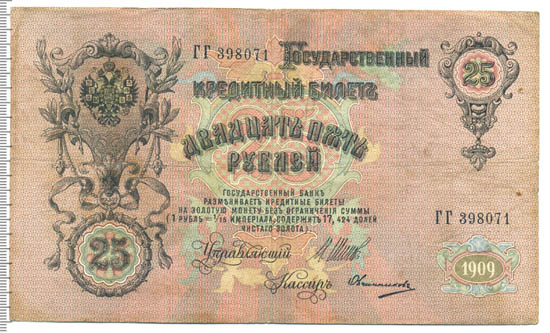 ГГ 398071
Государственный
25
Кредитный Билетъ
Двадцать пять
рублей
Государственный Банкъ
размѣниваетъ кредитные билеты
на золотую монету безъ ограниченія суммы
(1 рубль = 1/15 имперіала, содержитъ 17,424 долей
чистаго золота)
ГГ 398071
25
Управляющій
Кассиръ
1909